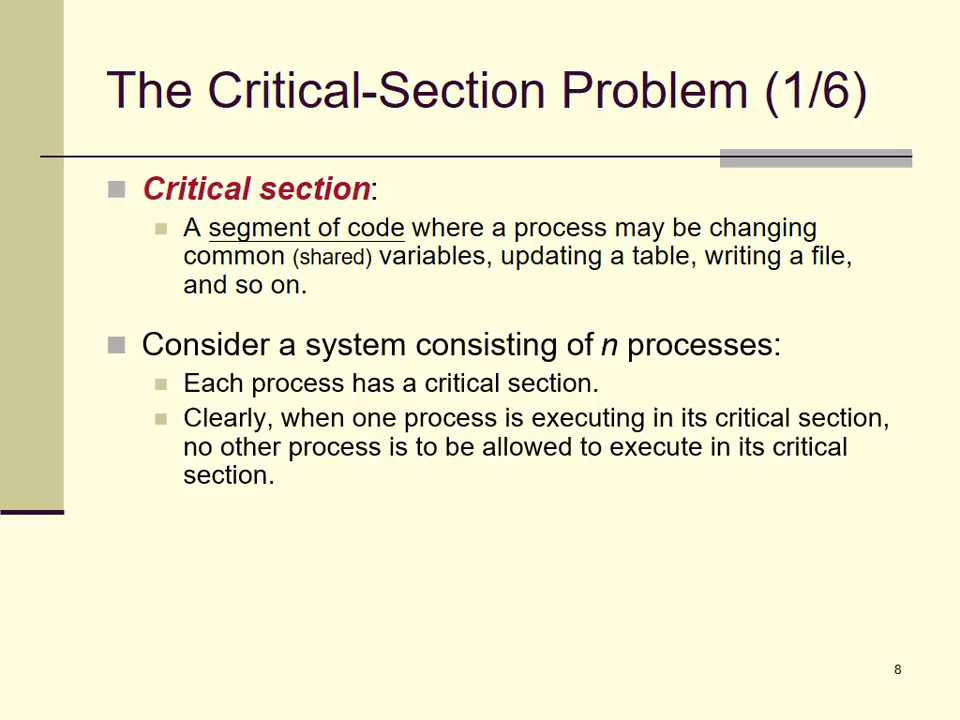 The Critical-Section Problem (1/6)
Critical section:
A segment of code where a process may be changing
common (shared) variables, updating a table, writing a file,
and so on.
Consider a system consisting of n processes:
Each process has a critical section.
Clearly, when one process is executing in its critical section,
no other process is to be allowed to execute in its critical
section.
8